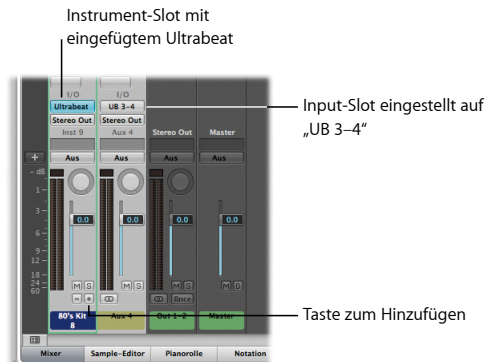 Instrument-Slot mit
eingefügtem Ultrabeat
I/O I/O
Ultrabeat UB 3–4
Input-Slot eingestellt auf
„UB 3–4“
Stereo Out Stereo Out
Inst 9 Aux 4 Stereo Out Master
+ Aus Aus Aus Aus
- dB
1
3
0.0 0.0 0.0 0.0
6
9
12
18
24 M S M S M S M D
60
- + Bnce
Taste zum Hinzufügen
80's Kit Aux 4 Out 1–2 Master
8
Mixer Sample-Editor Pianorolle Notation